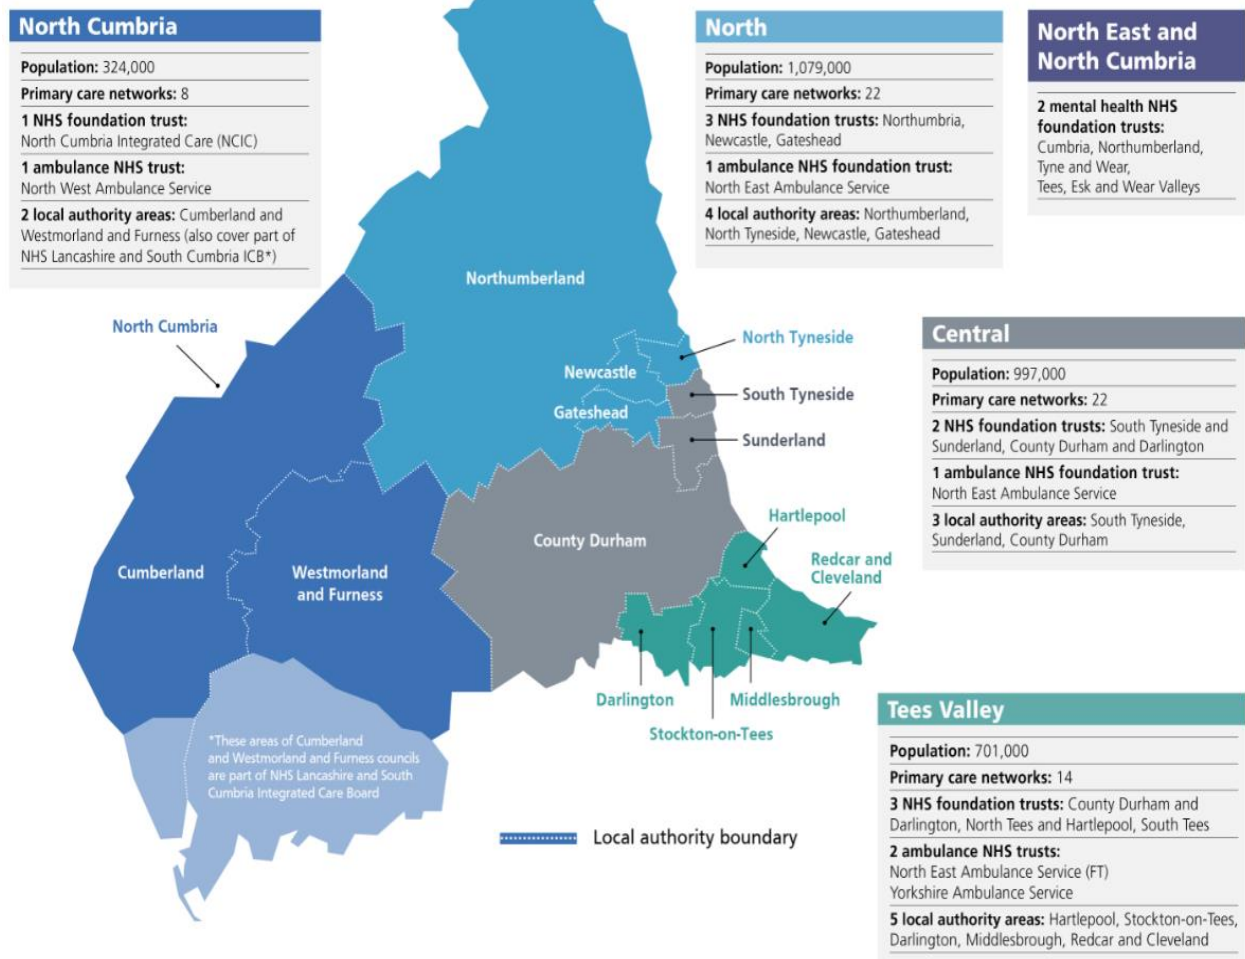 North Cumbria
Population: 324,000
Primary care networks: 8
1 NHS foundation trust:
North Cumbria Integrated Care (NCIC)
1 ambulance NHS trust:
North West Ambulance Service
2 local authority areas: Cumberland and
Westmorland and Furness (also cover part of
NHS Lancashire and South Cumbria ICB*)
North
Population: 1,079,000
Primary care networks: 22
3 NHS foundation trusts: Northumbria,
Newcastle, Gateshead
1 ambulance NHS foundation trust:
North East Ambulance Service
4 local authority areas: Northumberland,
North Tyneside, Newcastle, Gateshead
North East and
North Cumbria
2 mental health NHS
foundation trusts:
Cumbria, Northumberland,
Tyne and Wear,
Tees, Esk and Wear Valleys
Northumberland
North Cumbria
North Tyneside
Newcastle
South Tyneside
Gateshead
Sunderland
Central
Population: 997,000
Primary care networks: 22
2 NHS foundation trusts: South Tyneside and
Sunderland, County Durham and Darlington
1 ambulance NHS foundation trust:
North East Ambulance Service
3 local authority areas: South Tyneside,
Sunderland, County Durham
Hartlepool
County Durham
Redcar and
Cleveland
Cumberland
Westmorland
and Furness
Darlington
Middlesbrough
Stockton-on-Tees
*These areas of Cumberland
and Westmorland and Furness councils
are part of NHS Lancashire and South
Cumbria Integrated Care Board
Local authority boundary
Tees Valley
Population: 701,000
Primary care networks: 14
3 NHS foundation trusts: County Durham and
Darlington, North Tees and Hartlepool, South Tees
2 ambulance NHS trusts:
North East Ambulance Service (FT)
Yorkshire Ambulance Service
5 local authority areas: Hartlepool, Stockton-on-Tees,
Darlington, Middlesbrough, Redcar and Cleveland